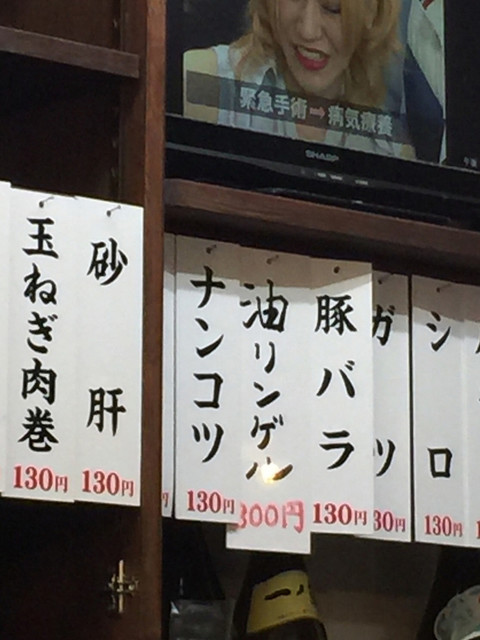 緊急手術➡病気療養
SHARP
玉ねぎ肉巻
130円
砂肝
130円
ナンコツ
130円
油リンゲル
300円
豚バラ
130円
ガツ
30円
シロ
130円